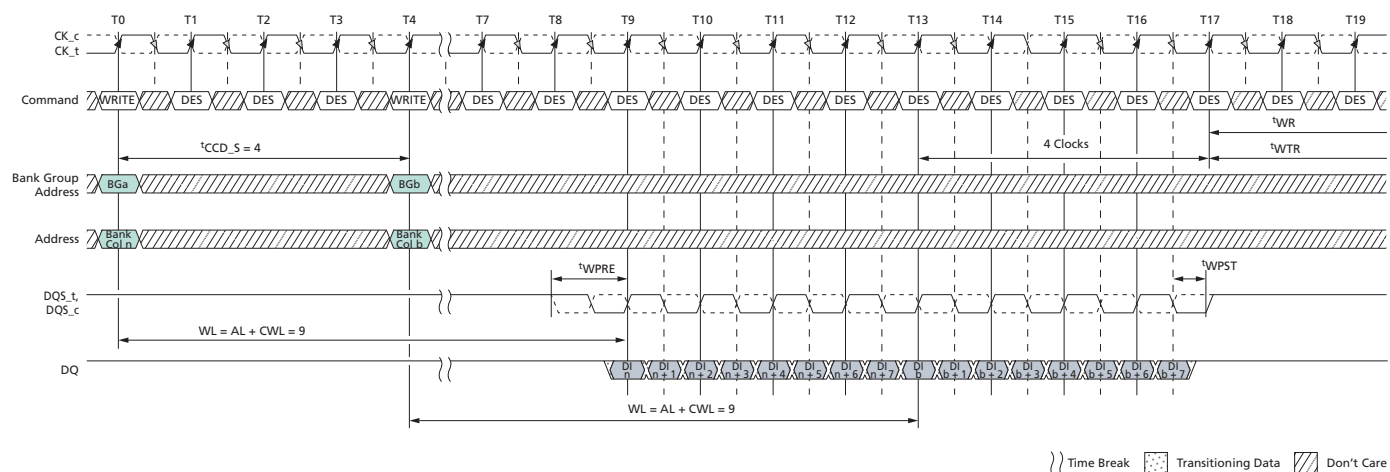 T0 T1 T2 T3 T4 T7 T8 T9 T10 T11 T12 T13 T14 T15 T16 T17 T18 T19
CK_c
CK_t
Command WRITE DES DES DES WRITE DES DES DES DES DES DES DES DES DES DES DES DES DES
tWR
tCCD_S = 4 4 Clocks tWTR
Bank Group
Address BGa BGb
Address Bank
Col n Bank
Col b
tWPRE tWPST
DQS_t,
DQS_c
WL = AL + CWL = 9
DQ DI
n DI
n + 1 DI
n + 2 DI
n + 3 DI
n + 4 DI
n + 5 DI
n + 6 DI
n + 7 DI
b DI
b + 1 DI
b + 2 DI
b + 3 DI
b + 4 DI
b + 5 DI
b + 6 DI
b + 7
WL = AL + CWL = 9
Time Break Transitioning Data Don't Care